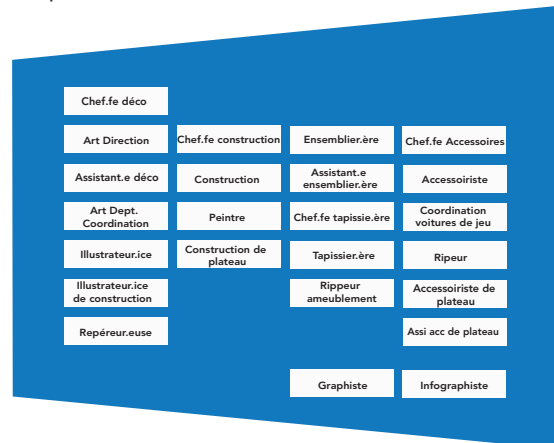 Chef.fe déco
Art Direction
Chef.fe construction
Ensemblier.ère
Chef.fe Accessoires
Assistant.e déco
Construction
Assistant.e
ensemblier.ère
Accessoiriste
Art Dept.
Coordination
Peintre
Chef.fe tapissie.ère
Coordination
voitures de jeu
Illustrateur.ice
Construction de
plateau
Tapissier.ère
Ripeur
Illustrateur.ice
de construction
Rippeur
ameublement
Accessoiriste de
plateau
Repéreur.euse
Assi acc de plateau
Graphiste
Infographiste